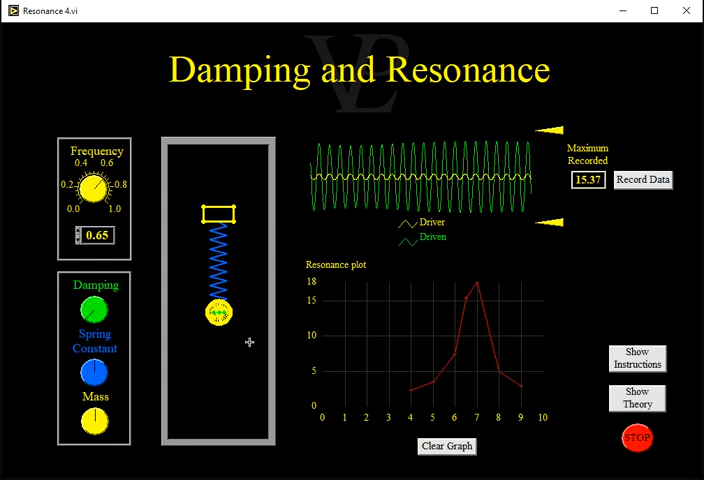 Resonance 4.vi
VPL
Damping and Resonance
Frequency
0.4 0.6
0.2 0.8
0.0 1.0
0.65
Damping
Spring
Constant
Mass
Maximum
Recorded
15.37
Record Data
Driver
Driven
Resonance plot
18
15
10
5
0
0 1 2 3 4 5 6 7 8 9 10
Clear Graph
Show
Instructions
Show
Theory
STOP